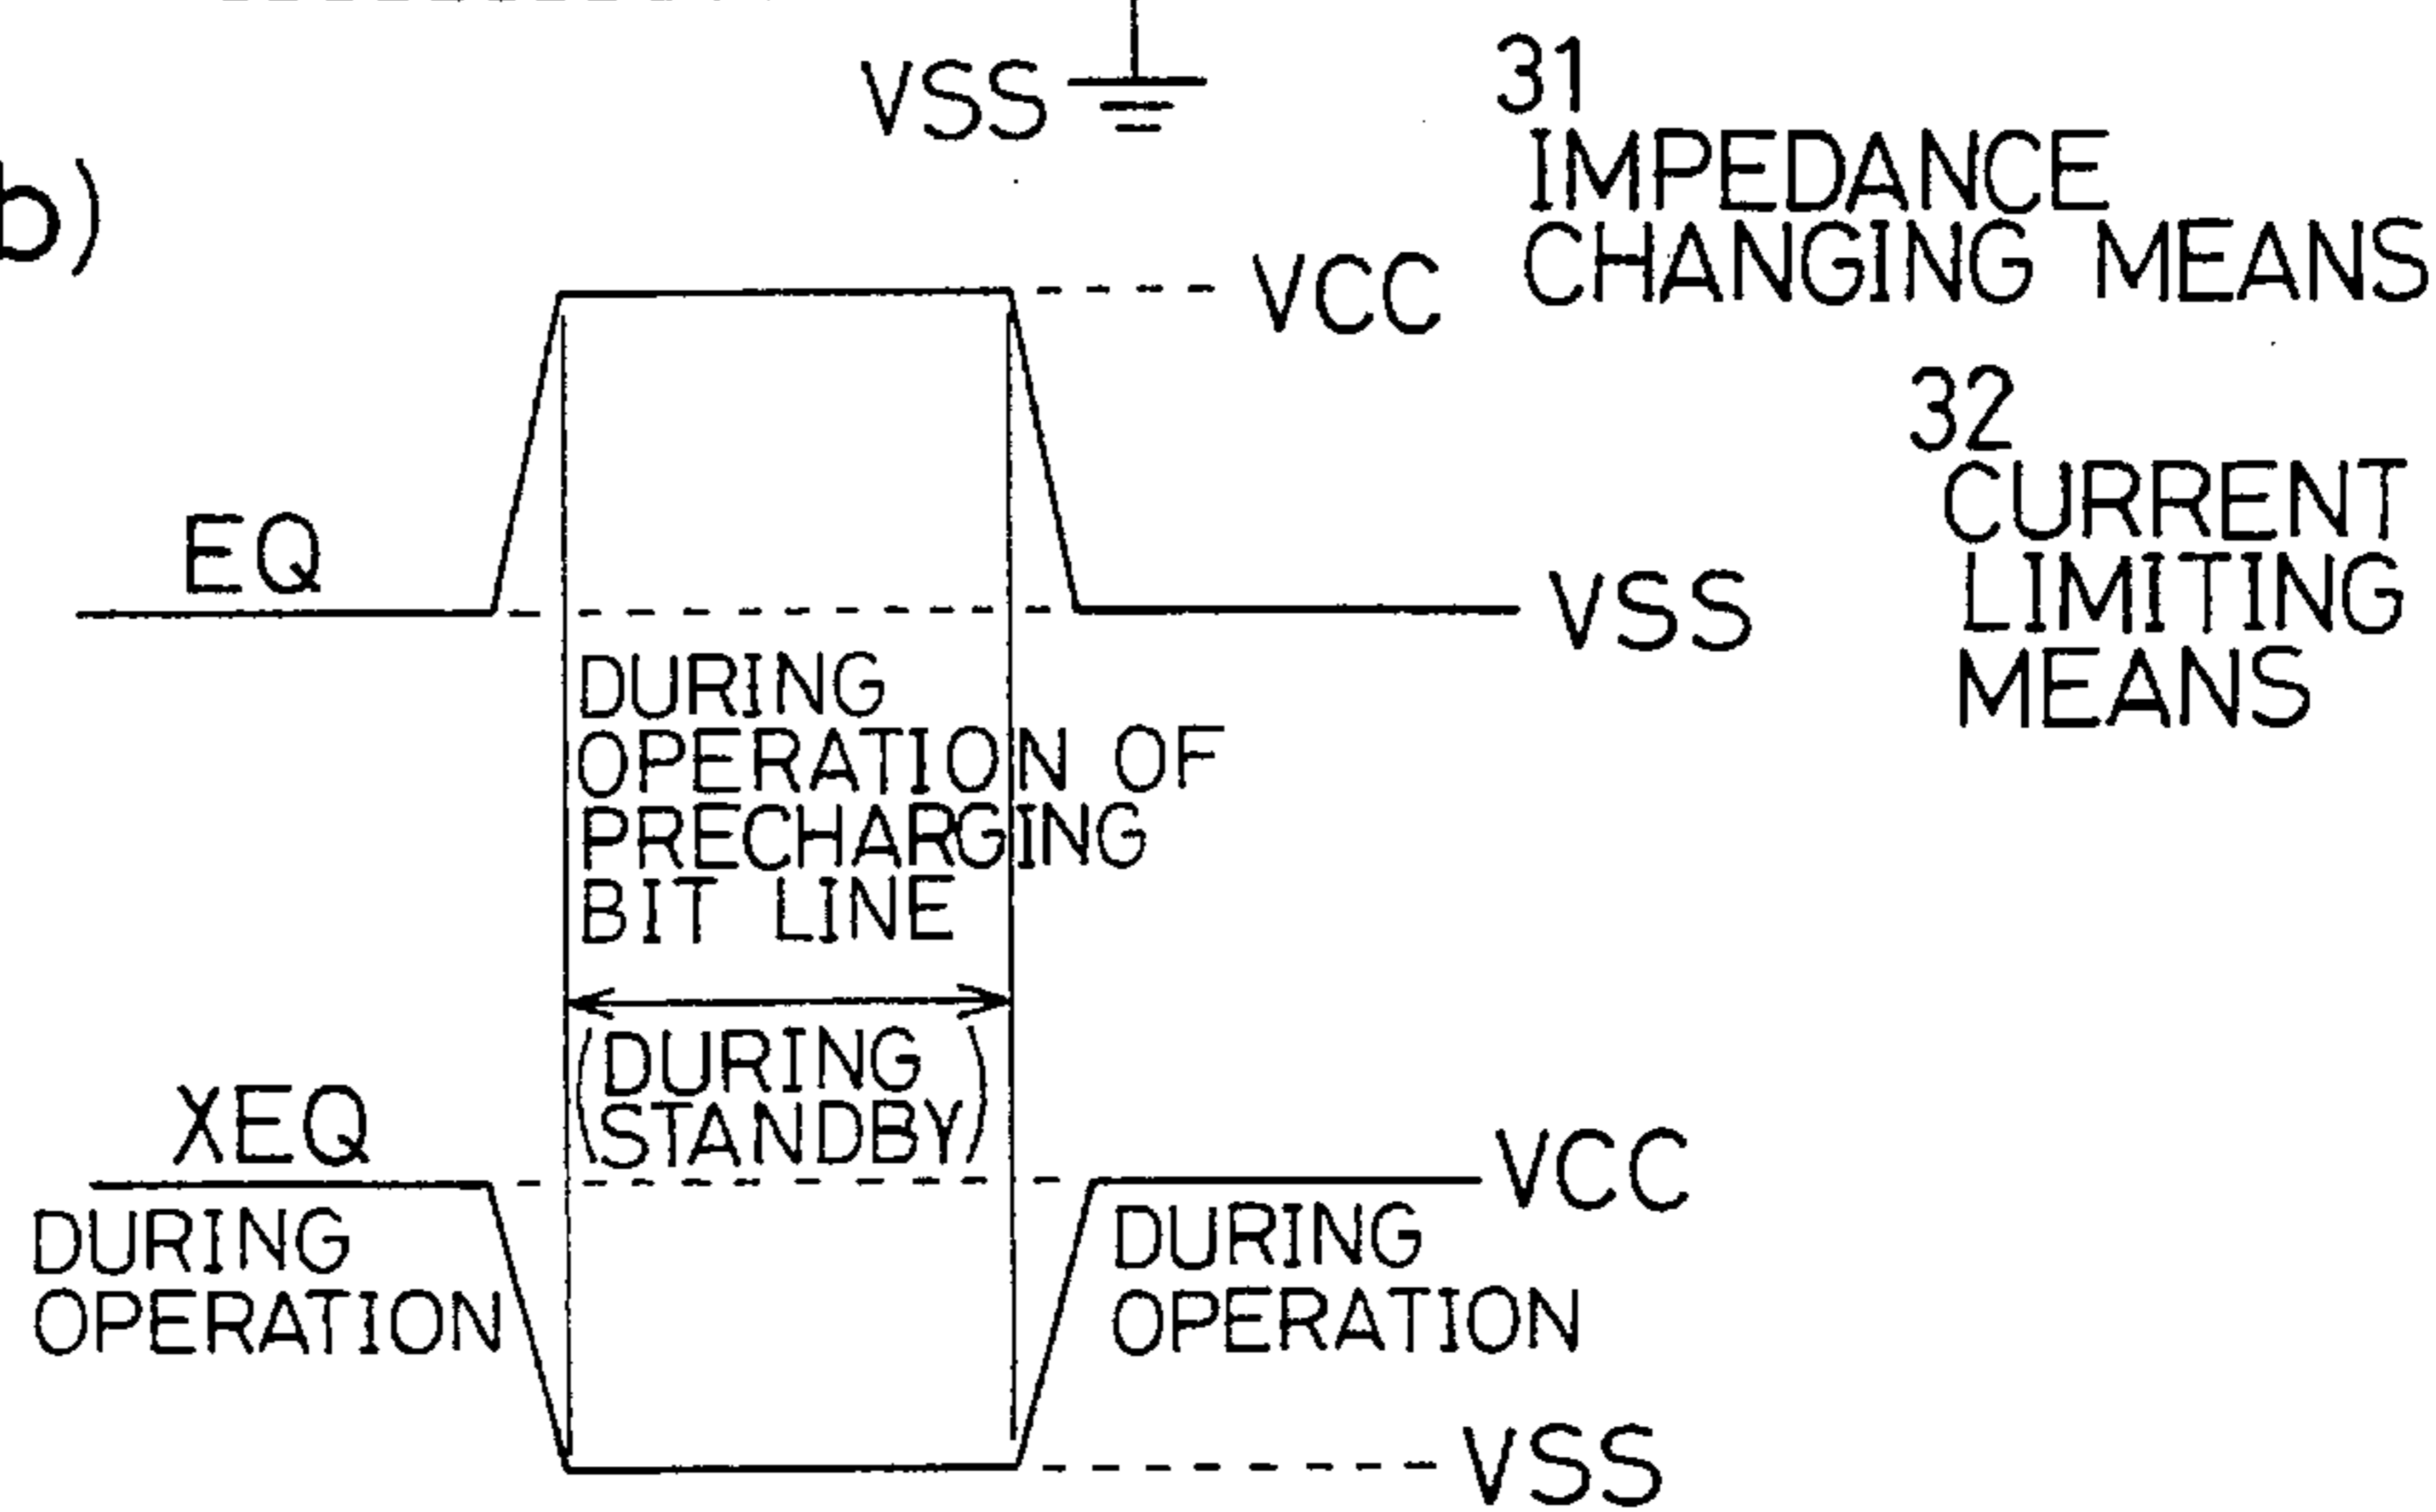 VSS
31
IMPEDANCE
CHANGING MEANS
b)
VCC
32
CURRENT
LIMITING
MEANS
EQ
VSS
DURING
OPERATION OF
PRECHARGING
BIT LINE
(DURING
STANDBY)
XEQ
VCC
DURING
OPERATION
DURING
OPERATION
VSS